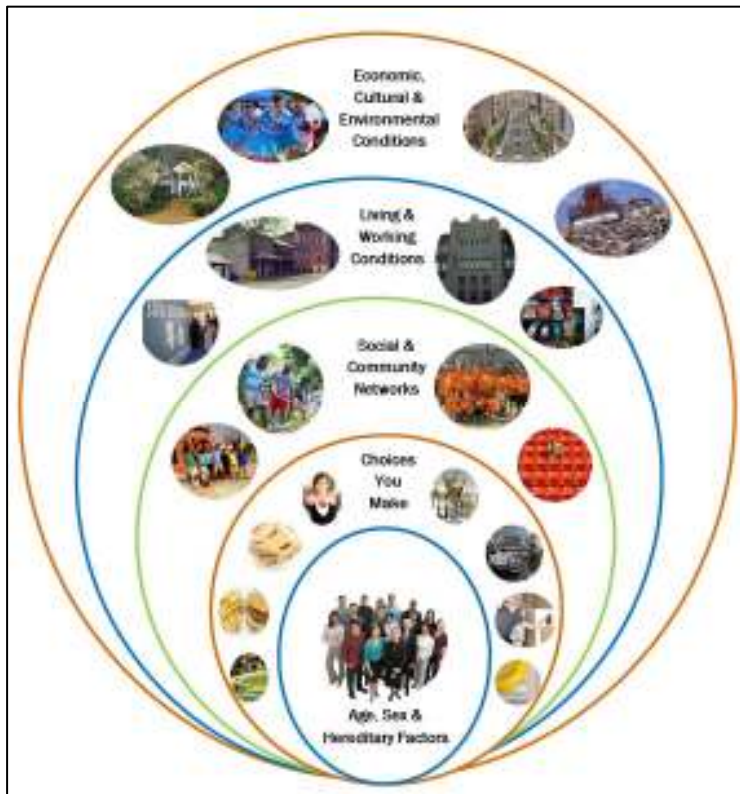 Economic,
Cultural &
Environmental
Conditions
Living &
Working
Conditions
Social &
Community
Networks
Choices
You
Make
Age, Sex &
Hereditary Factors